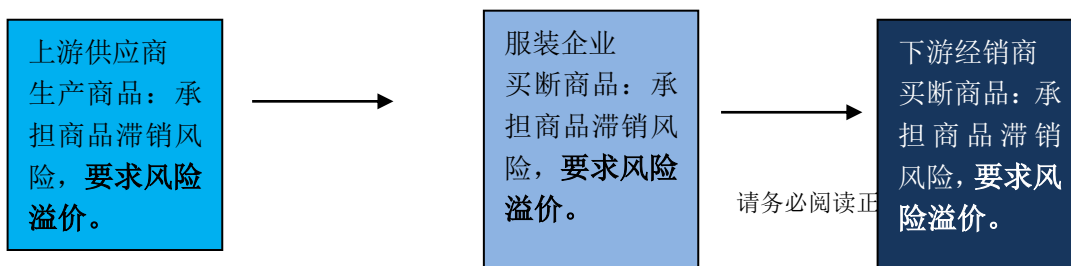 上游供应商
生产商品：承
担商品滞销风
险，要求风险
溢价。
服装企业
买断商品：承
担商品滞销风
险，要求风险
溢价。
请务必阅读正
下游经销商
买断商品：承
担商品滞销
风险，要求风
险溢价。